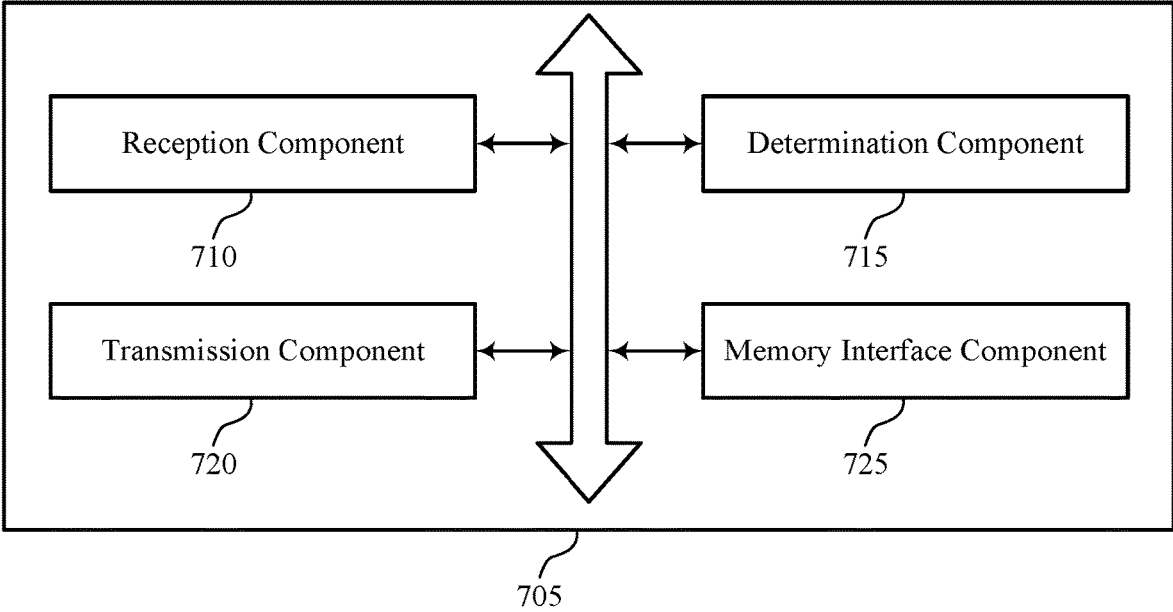 Reception Component
Determination Component
710
715
Transmission Component
Memory Interface Component
720
725
705